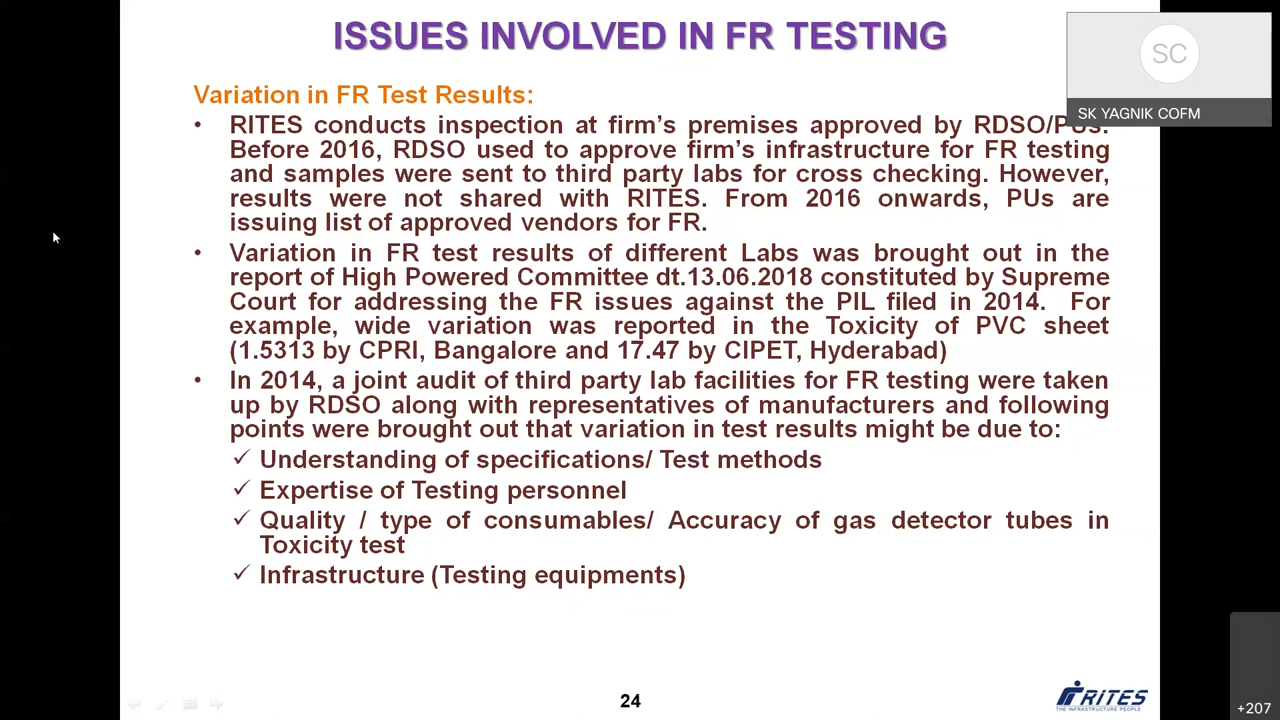 ISSUES INVOLVED IN FR TESTING
SC
SK YAGNIK COFM
Variation in FR Test Results:
• RITES conducts inspection at firm's premises approved by RDSO/PUs.
Before 2016, RDSO used to approve firm's infrastructure for FR testing
and samples were sent to third party labs for cross checking. However,
results were not shared with RITES. From 2016 onwards, PUs are
issuing list of approved vendors for FR.
• Variation in FR test results of different Labs was brought out in the
report of High Powered Committee dt.13.06.2018 constituted by Supreme
Court for addressing the FR issues against the PIL filed in 2014. For
example, wide variation was reported in the Toxicity of PVC sheet
(1.5313 by CPRI, Bangalore and 17.47 by CIPET, Hyderabad)
• In 2014, a joint audit of third party lab facilities for FR testing were taken
up by RDSO along with representatives of manufacturers and following
points were brought out that variation in test results might be due to:
✓ Understanding of specifications/ Test methods
✓ Expertise of Testing personnel
✓ Quality / type of consumables/ Accuracy of gas detector tubes in
Toxicity test
✓ Infrastructure (Testing equipments)
24
RITES
THE INFRASTRUCTURE PEOPLE
+207